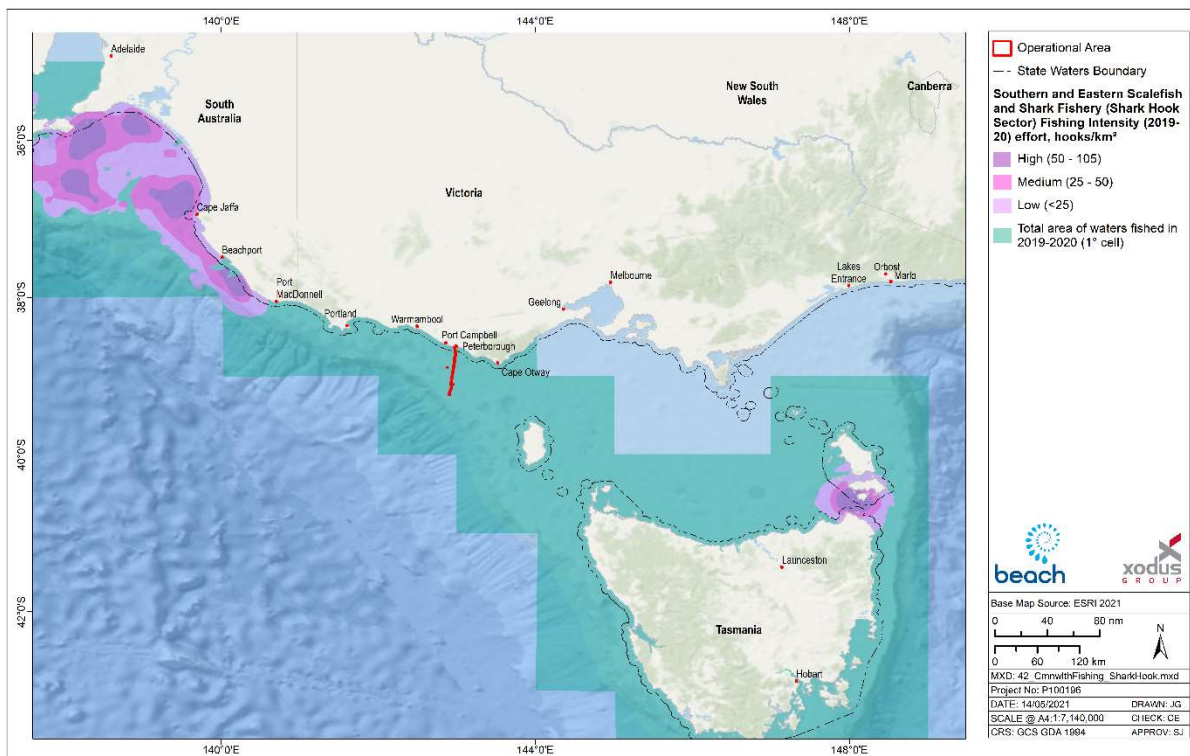 140°0'E
144°0'E
148°0'E
36°0'S
38°0'S
40°0'S
42°0'S
140°0'E
144°0'E
148°0'E
Adelaide
South
Australia
New South
Wales
Canberra
Victoria
Cape Jaffa
Beachport
Port
MacDonnell
Portland
Warrnambool
Port Campbell
Peterborough
Cape Otway
Geelong
Melbourne
Lakes
Entrance
Orbost
Marlo
Launceston
Tasmania
Hobart
Operational Area
State Waters Boundary
Southern and Eastern Scalefish
and Shark Fishery (Shark Hook
Sector) Fishing Intensity (2019-
20) effort, hooks/km²
High (50 - 105)
Medium (25 - 50)
Low (<25)
Total area of waters fished in
2019-2020 (1° cell)
beach
xodus
GROUP
Base Map Source: ESRI 2021
0 40 80 nm
0 60 120 km
N
MXD: 42_CmnwlthFishing_SharkHook.mxd
Project No: P100196
DATE: 14/05/2021 DRAWN: JG
SCALE @ A4:1:7,140,000 CHECK: CE
CRS: GCS GDA 1994 APPROV: SJ